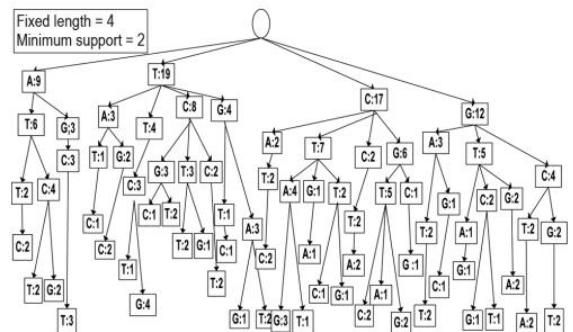 Fixed length = 4
Minimum support = 2
A:9
T:19
C:17
G:12
T:6
G:3
A:3
T:4
C:8
G:4
A:2
T:7
C:2
G:6
A:3
T:5
C:4
T:2
C:4
C:3
T:1
G:2
C:3
G:3
T:3
C:2
T:1
A:3
T:2
A:4
G:1
T:2
T:2
T:5
C:1
T:2
G:1
A:1
C:2
G:2
T:2
G:2
C:2
T:2
G:2
T:3
C:1
C:2
T:1
G:4
C:1
T:2
T:2
G:1
T:2
C:1
G:1
T:2
C:2
G:3
T:1
A:1
C:1
G:1
A:2
C:2
A:1
G:2
G:1
T:2
C:1
G:1
G:1
T:1
A:2
A:2
T:2